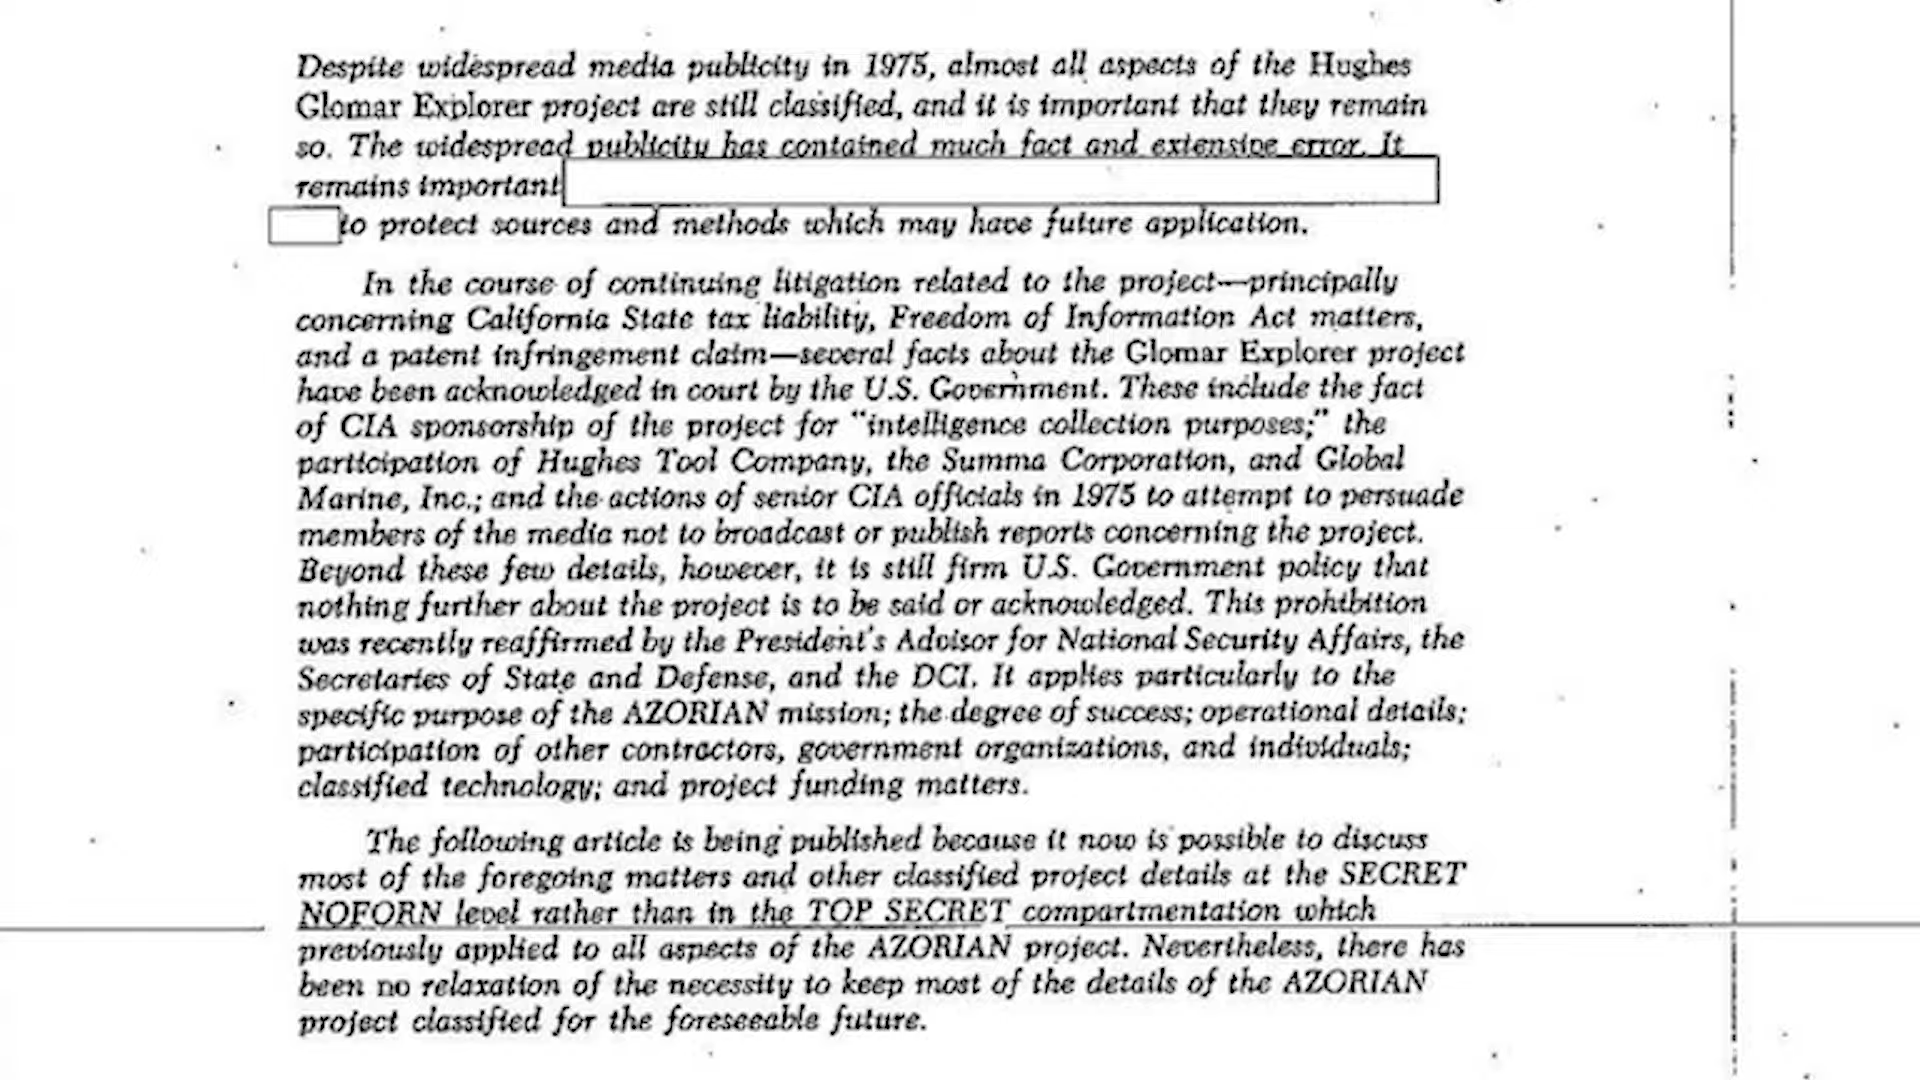 Despite widespread media publicity in 1975, almost all aspects of the Hughes
Glomar Explorer project are still classified, and it is important that they remain
so. The widespread publicity has contained much fact and extensive error. It
remains important
to protect sources and methods which may have future application.
In the course of continuing litigation related to the project—principally
concerning California State tax liability, Freedom of Information Act matters,
and a patent infringement claim—several facts about the Glomar Explorer project
have been acknowledged in court by the U.S. Government. These include the fact
of CIA sponsorship of the project for "intelligence collection purposes;" the
participation of Hughes Tool Company, the Summa Corporation, and Global
Marine, Inc.; and the actions of senior CIA officials in 1975 to attempt to persuade
members of the media not to broadcast or publish reports concerning the project.
Beyond these few details, however, it is still firm U.S. Government policy that
nothing further about the project is to be said or acknowledged. This prohibition
was recently reaffirmed by the President's Advisor for National Security Affairs, the
Secretaries of State and Defense, and the DCI. It applies particularly to the
specific purpose of the AZORIAN mission; the degree of success; operational details;
participation of other contractors, government organizations, and individuals;
classified technology; and project funding matters.
The following article is being published because it now is possible to discuss
most of the foregoing matters and other classified project details at the SECRET
NOFORN level rather than in the TOP SECRET compartmentation which
previously applied to all aspects of the AZORIAN project. Nevertheless, there has
been no relaxation of the necessity to keep most of the details of the AZORIAN
project classified for the foreseeable future.